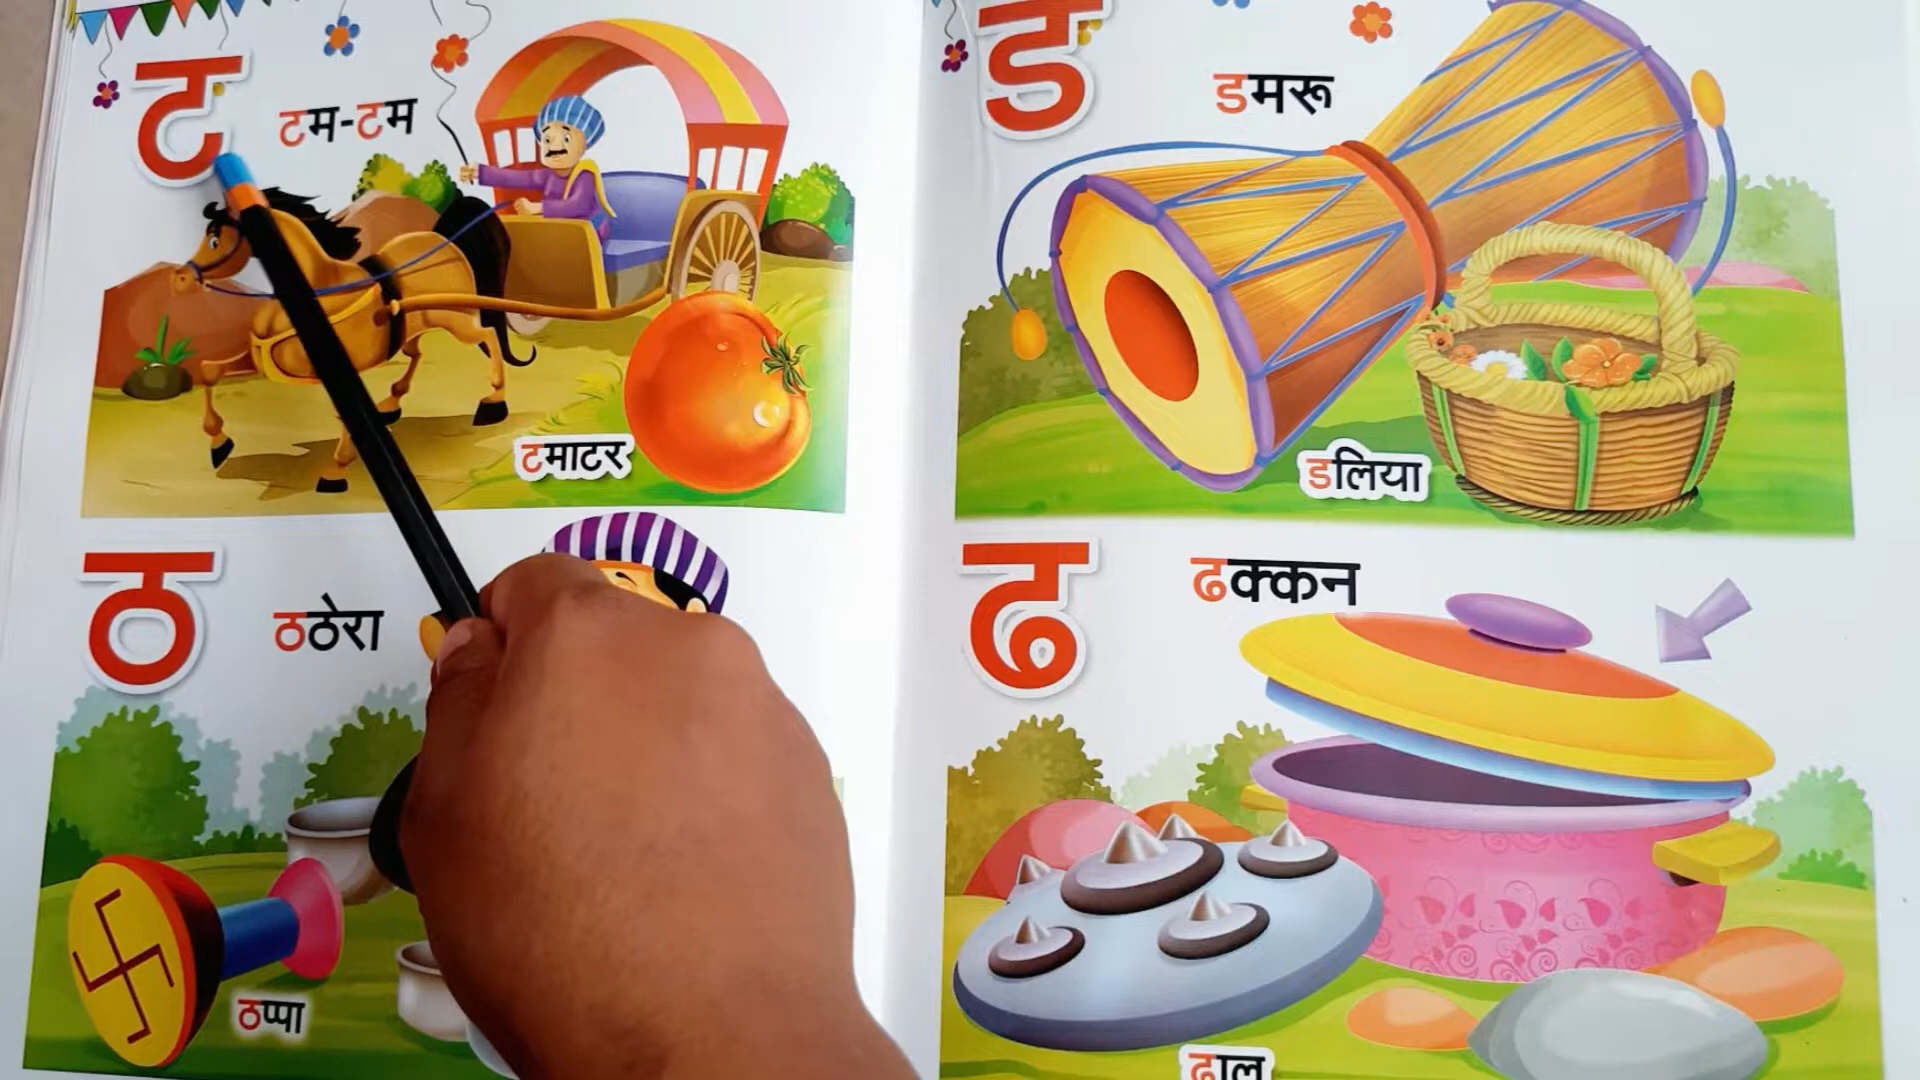 ट
टम-टम
टमाटर
ठ
ठठेरा
ठप्पा
ड
डमरू
डलिया
ढ
ढक्कन
ढाल